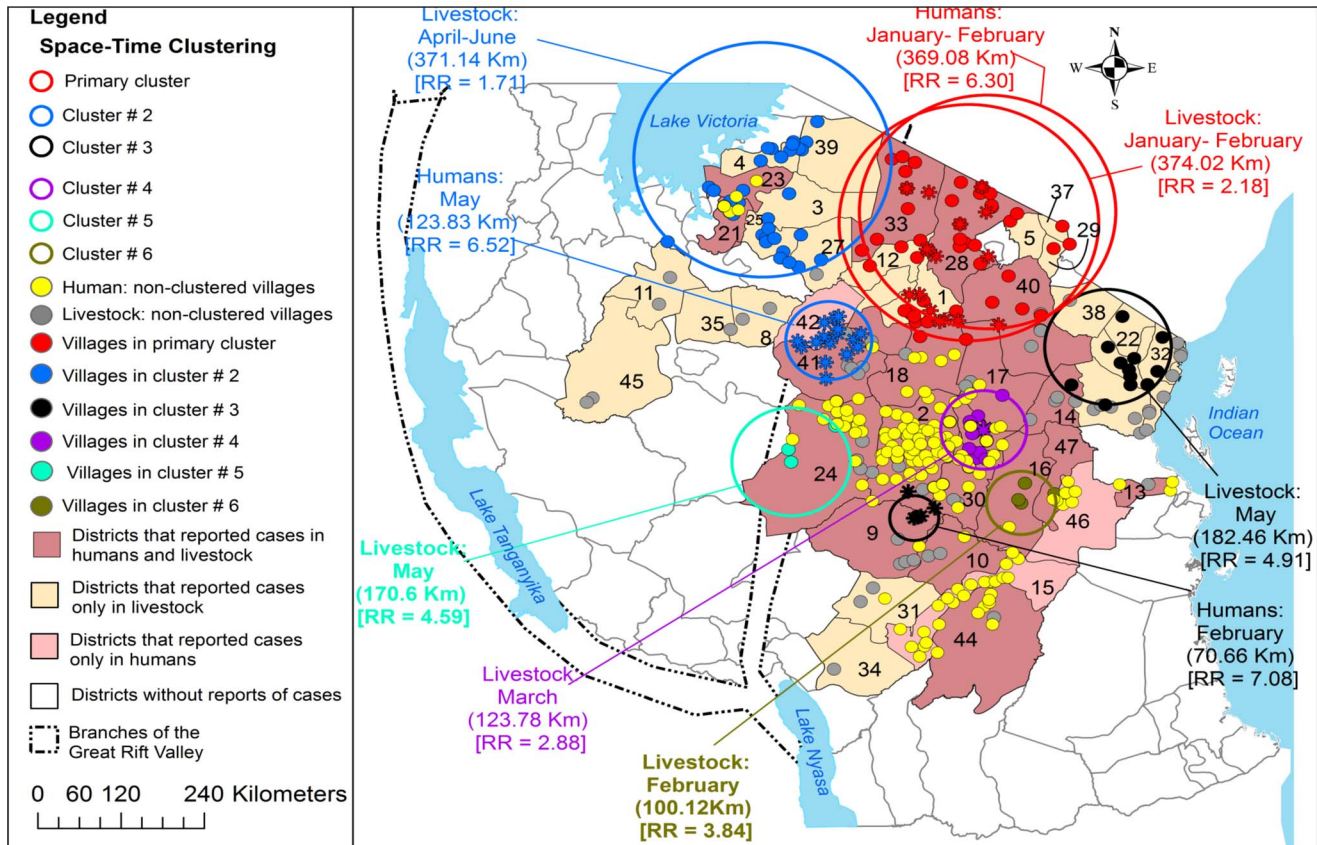 Legend
Space-Time Clustering
Primary cluster
Cluster # 2
Cluster # 3
Cluster # 4
Cluster # 5
Cluster # 6
Human: non-clustered villages
Livestock: non-clustered villages
Villages in primary cluster
Villages in cluster # 2
Villages in cluster # 3
Villages in cluster # 4
Villages in cluster # 5
Villages in cluster # 6
Districts that reported cases in
humans and livestock
Districts that reported cases
only in livestock
Districts that reported cases
only in humans
Districts without reports of cases
Branches of the
Great Rift Valley
0 60 120 240 Kilometers
Livestock:
April-June
(371.14 Km)
[RR = 1.71]
Humans:
January- February
(369.08 Km)
[RR = 6.30]
N
W E
S
Livestock:
January- February
(374.02 Km)
[RR = 2.18]
Humans:
May
(123.83 Km)
[RR = 6.52]
Lake Victoria
39
4
23
3
25
21
27
33
12
28
1
5
37
29
40
11
35
8
42
41
45
38
22
32
18
17
2
14
47
24
16
30
13
46
9
10
15
31
44
34
Indian
Ocean
Lake Tanganyika
Lake Nyasa
Livestock:
May
(182.46 Km)
[RR = 4.91]
Humans:
February
(70.66 Km)
[RR = 7.08]
Livestock:
May
(170.6 Km)
[RR = 4.59]
Livestock:
March
(123.78 Km)
[RR = 2.88]
Livestock:
February
(100.12Km)
[RR = 3.84]